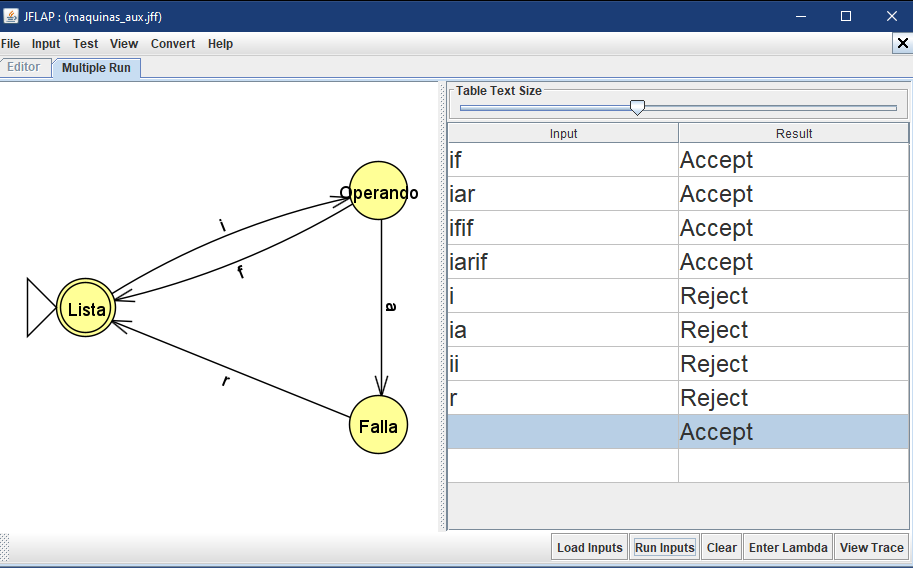 JFLAP : (maquinas_aux.jff)
File Input Test View Convert Help
Editor Multiple Run
Table Text Size
Input Result
if Accept
iar Accept
ifif Accept
iarif Accept
i Reject
ia Reject
ii Reject
r Reject
Accept
Operando
i
f
a
Lista
r
Falla
Load Inputs Run Inputs Clear Enter Lambda View Trace